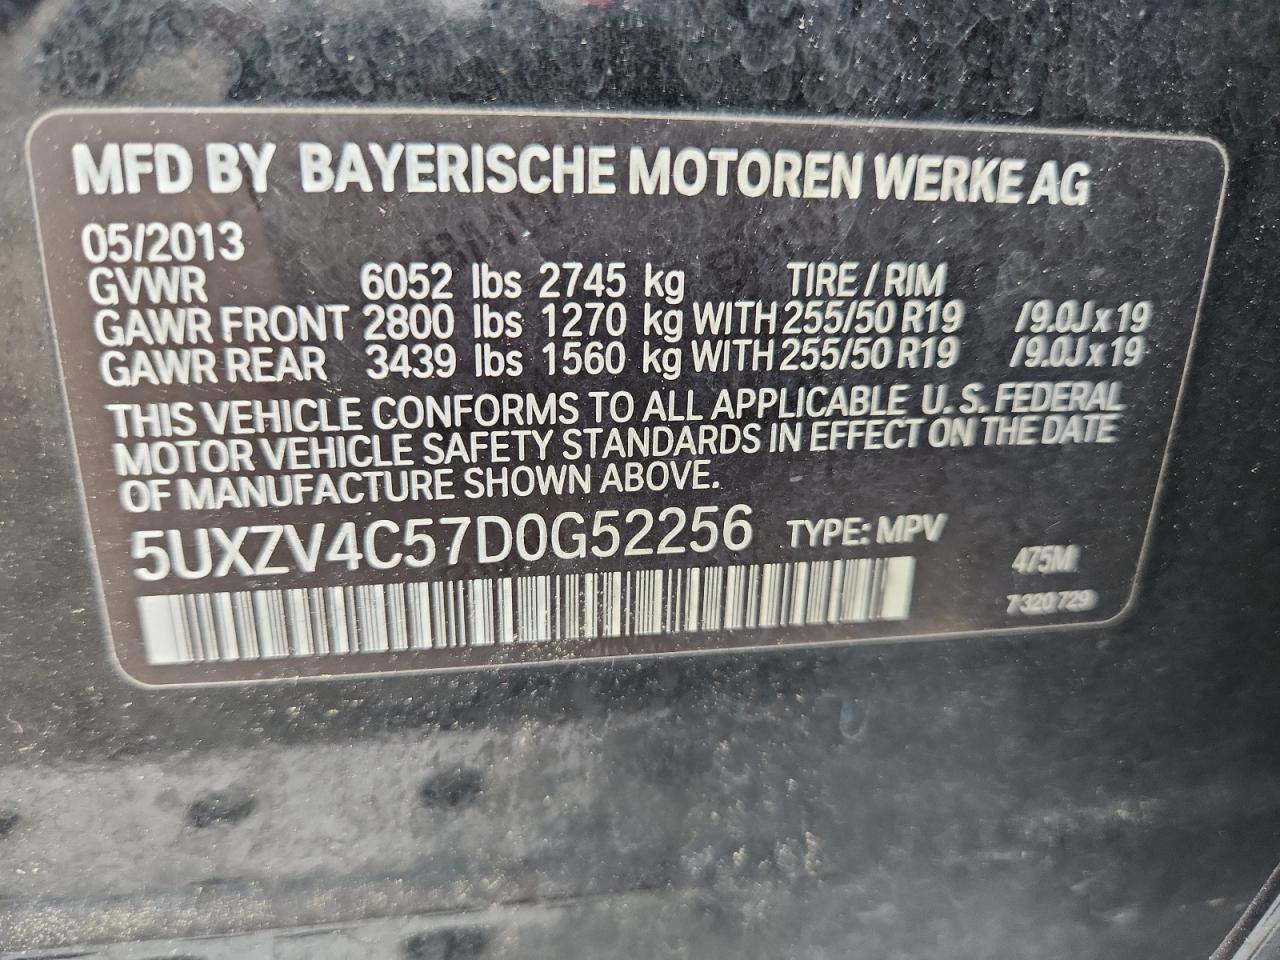 MFD BY BAYERISCHE MOTOREN WERKE AG
05/2013
GVWR 6052 lbs 2745 kg TIRE / RIM
GAWR FRONT 2800 lbs 1270 kg WITH 255/50 R19 /9.0J x 19
GAWR REAR 3439 lbs 1560 kg WITH 255/50 R19 /9.0J x 19
THIS VEHICLE CONFORMS TO ALL APPLICABLE U. S. FEDERAL
MOTOR VEHICLE SAFETY STANDARDS IN EFFECT ON THE DATE
OF MANUFACTURE SHOWN ABOVE.
5UXZV4C57D0G52256 TYPE: MPV
475M
7 320 729